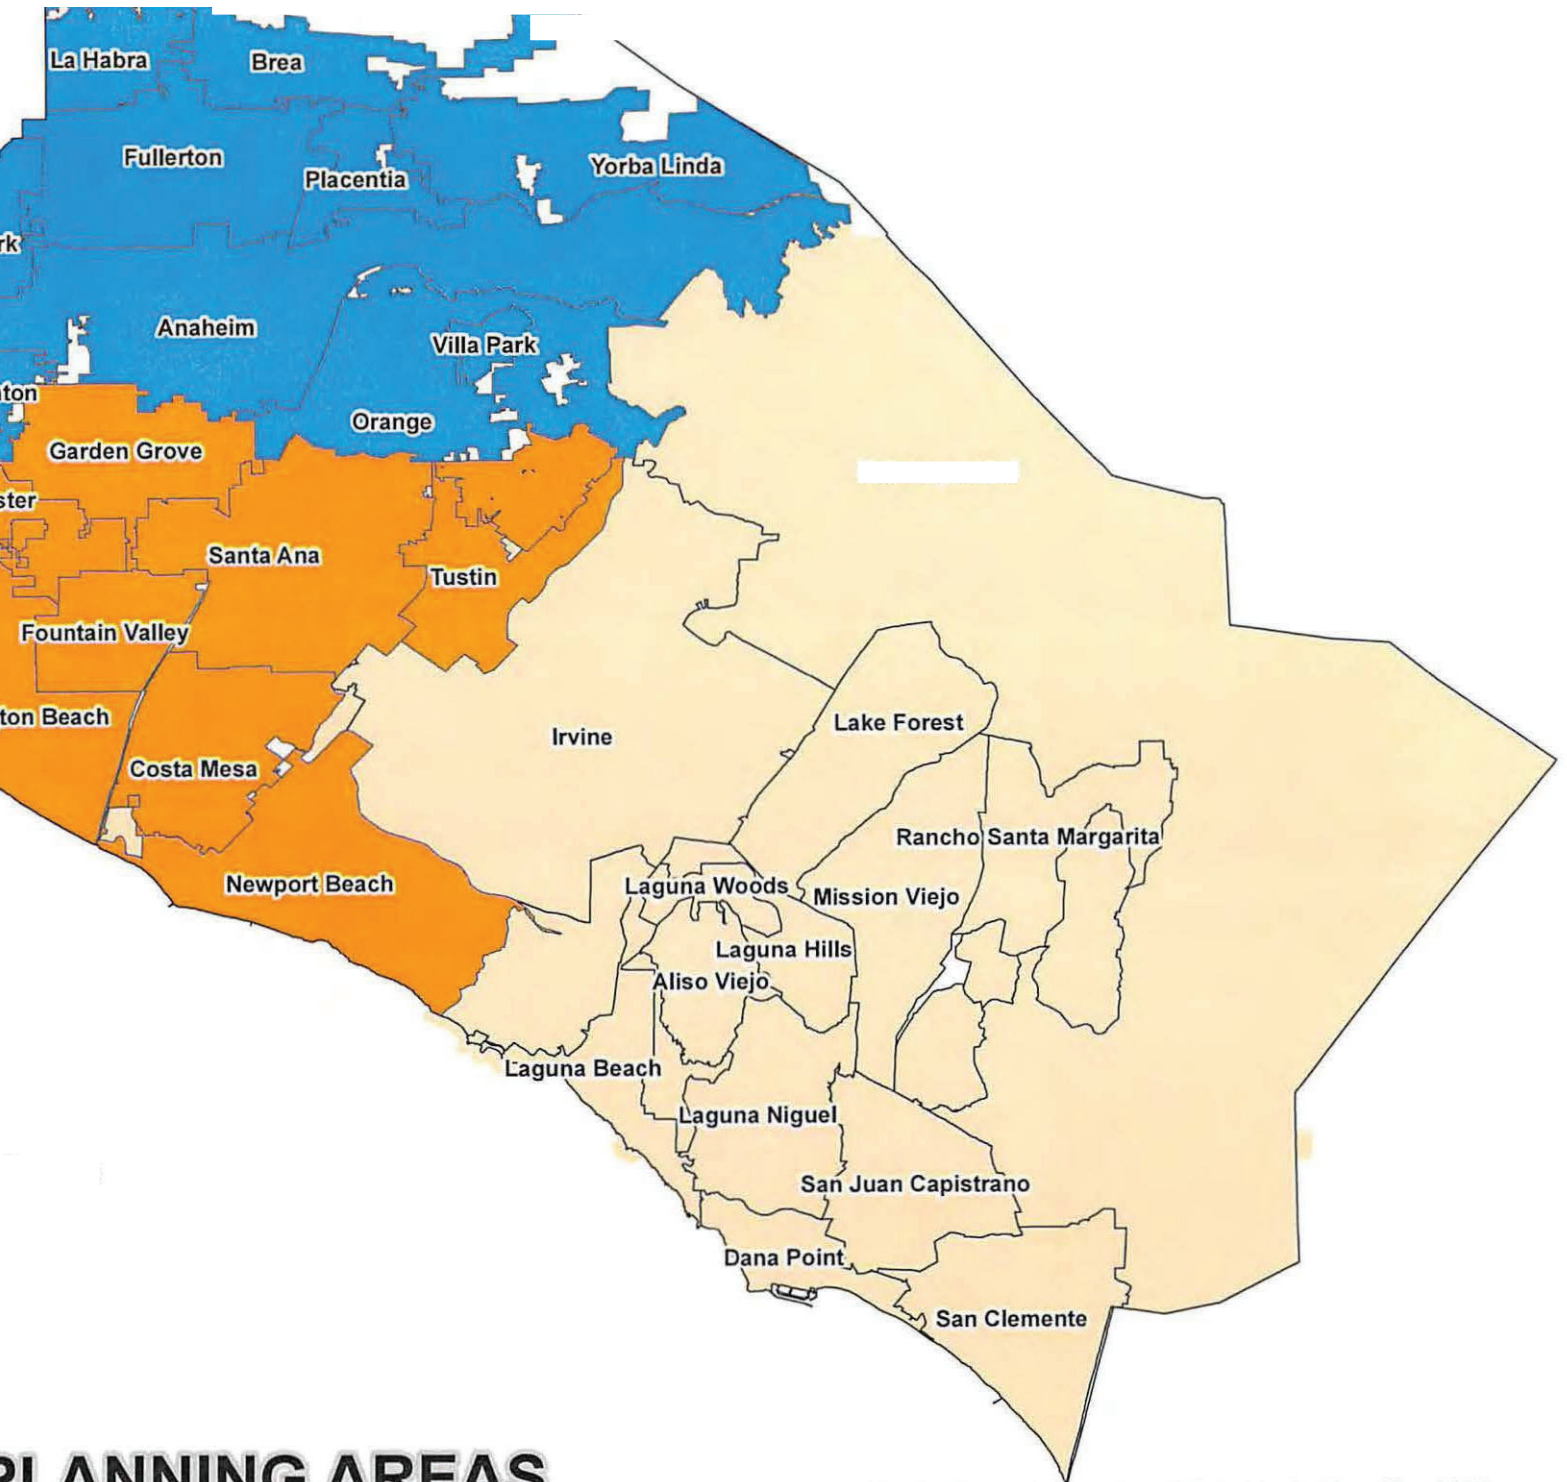 La Habra
Brea
Fullerton
Placentia
Yorba Linda
rk
Anaheim
Villa Park
ton
Orange
Garden Grove
ster
Santa Ana
Tustin
Fountain Valley
ton Beach
Irvine
Lake Forest
Costa Mesa
Rancho Santa Margarita
Newport Beach
Laguna Woods
Mission Viejo
Laguna Hills
Aliso Viejo
Laguna Beach
Laguna Niguel
San Juan Capistrano
Dana Point
San Clemente
PLANNING AREAS